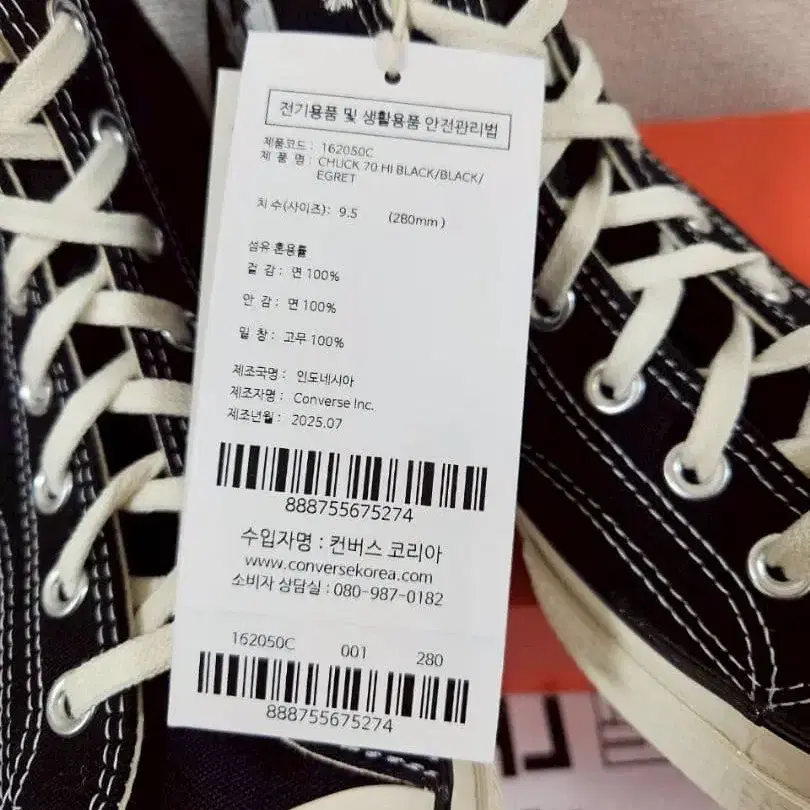 전기용품 및 생활용품 안전관리법
제품코드 : 162050C
제 품 명 : CHUCK 70 HI BLACK/BLACK/
EGRET
치 수(사이즈) : 9.5 (280mm)
섬유 혼용률
겉 감 : 면 100%
안 감 : 면 100%
밑 창 : 고무 100%
제조국명 : 인도네시아
제조자명 : Converse Inc.
제조년월 : 2025.07
888755675274
수입자명 : 컨버스 코리아
www.conversekorea.com
소비자 상담실 : 080-987-0182
162050C 001 280
888755675274